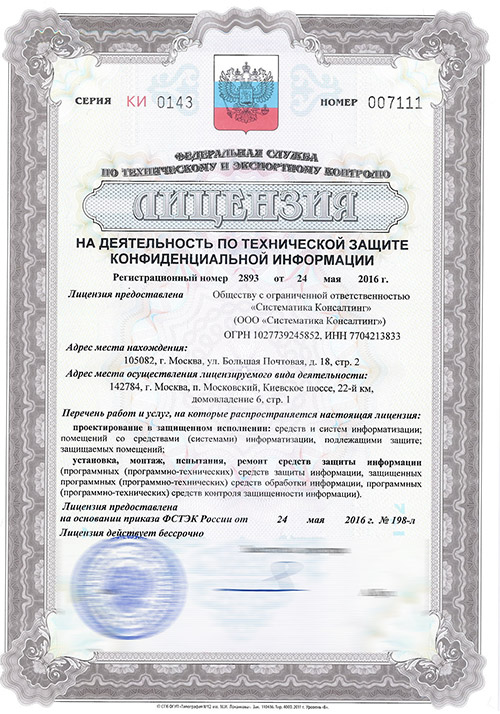 СЕРИЯ КИ 0143 НОМЕР 007111
ФЕДЕРАЛЬНАЯ СЛУЖБА
ПО ТЕХНИЧЕСКОМУ И ЭКСПОРТНОМУ КОНТРОЛЮ
ЛИЦЕНЗИЯ
НА ДЕЯТЕЛЬНОСТЬ ПО ТЕХНИЧЕСКОЙ ЗАЩИТЕ
КОНФИДЕНЦИАЛЬНОЙ ИНФОРМАЦИИ
Регистрационный номер 2893 от 24 мая 2016 г.
Лицензия предоставлена Обществу с ограниченной ответственностью
«Систематика Консалтинг»
(ООО «Систематика Консалтинг»)
ОГРН 1027739245852, ИНН 7704213833
Адрес места нахождения:
105082, г. Москва, ул. Большая Почтовая, д. 18, стр. 2
Адрес места осуществления лицензируемого вида деятельности:
142784, г. Москва, п. Московский, Киевское шоссе, 22-й км,
домовладение 6, стр. 1
Перечень работ и услуг, на которые распространяется настоящая лицензия:
проектирование в защищенном исполнении: средств и систем информатизации;
помещений со средствами (системами) информатизации, подлежащими защите;
защищаемых помещений;
установка, монтаж, испытания, ремонт средств защиты информации
(программных (программно-технических) средств защиты информации, защищенных
программных (программно-технических) средств обработки информации, программных
(программно-технических) средств контроля защищенности информации).
Лицензия предоставлена
на основании приказа ФСТЭК России от 24 мая 2016 г. № 198-л
Лицензия действует бессрочно